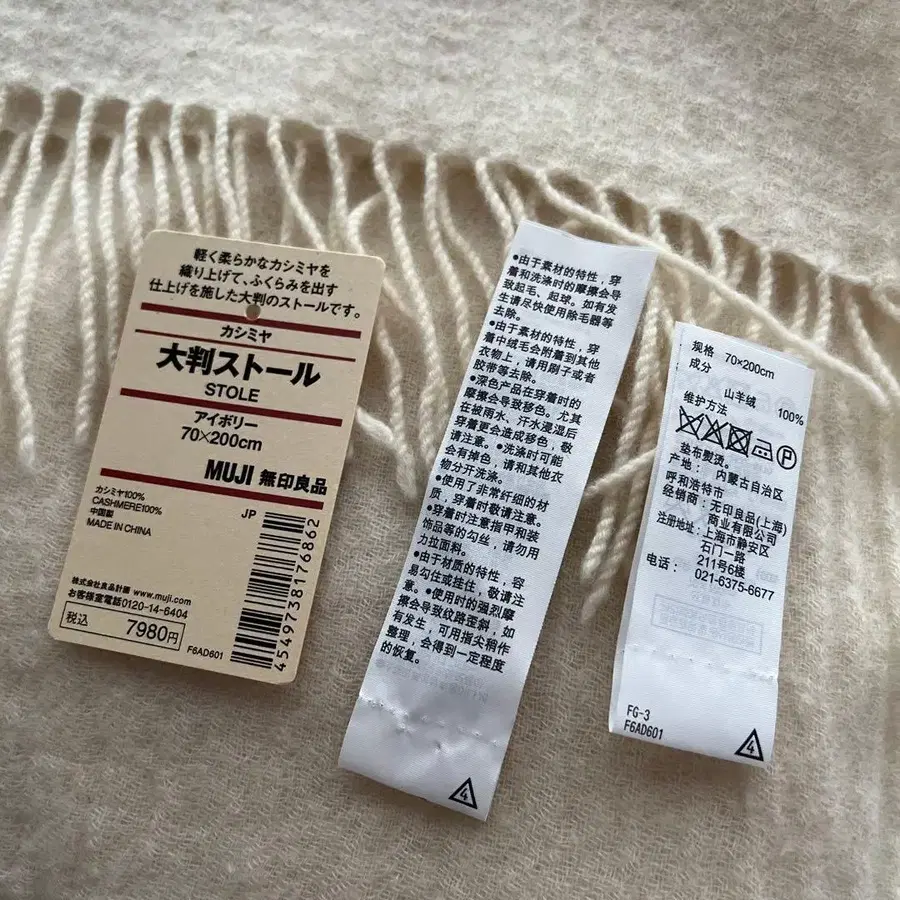 軽く柔らかなカシミヤを
織り上げて、ふくらみを出す
仕上げを施した大判のストールです。
カシミヤ
大判ストール
STOLE
アイボリー
70×200cm
MUJI 無印良品
カシミヤ100%
CASHMERE100%
中国製
MADE IN CHINA
JP
4549738176862
株式会社良品計画 www.muji.com
お客様室電話0120-14-6404
税込 7980円
F6AD601
●由于素材的特性，穿
着和洗涤时的摩擦会导
致起毛、起球。如有发
生请尽快使用除毛器等
去除。
●由于素材的特性，穿
着中绒毛会附着到其他
衣物上，请用刷子或者
胶带等去除。
●深色产品在穿着时的
摩擦会导致移色。尤其
在被雨水、汗水浸湿后
穿着更会造成移色，敬
请注意。●洗涤时可能
会有掉色，请和其他衣
物分开洗涤。
●使用了非常纤细的材
质，穿着时敬请注意。
●穿着时注意指甲和装
饰品等的勾丝，请勿用
力拉面料。
●由于材质的特性，容
易勾住或挂住，敬请注
意。●使用时的强烈摩
擦会导致纹路歪斜，如
有发生，可用指尖稍作
整理，会得到一定程度
的恢复。
4
规格 70×200cm
成分
山羊绒 100%
维护方法
P
垫布熨烫。
产地： 内蒙古自治区
呼和浩特市
经销商：无印良品(上海)
商业有限公司
注册地址：上海市静安区
石门一路
211号6楼
电话： 021-6375-6677
FG-3
F6AD601
4